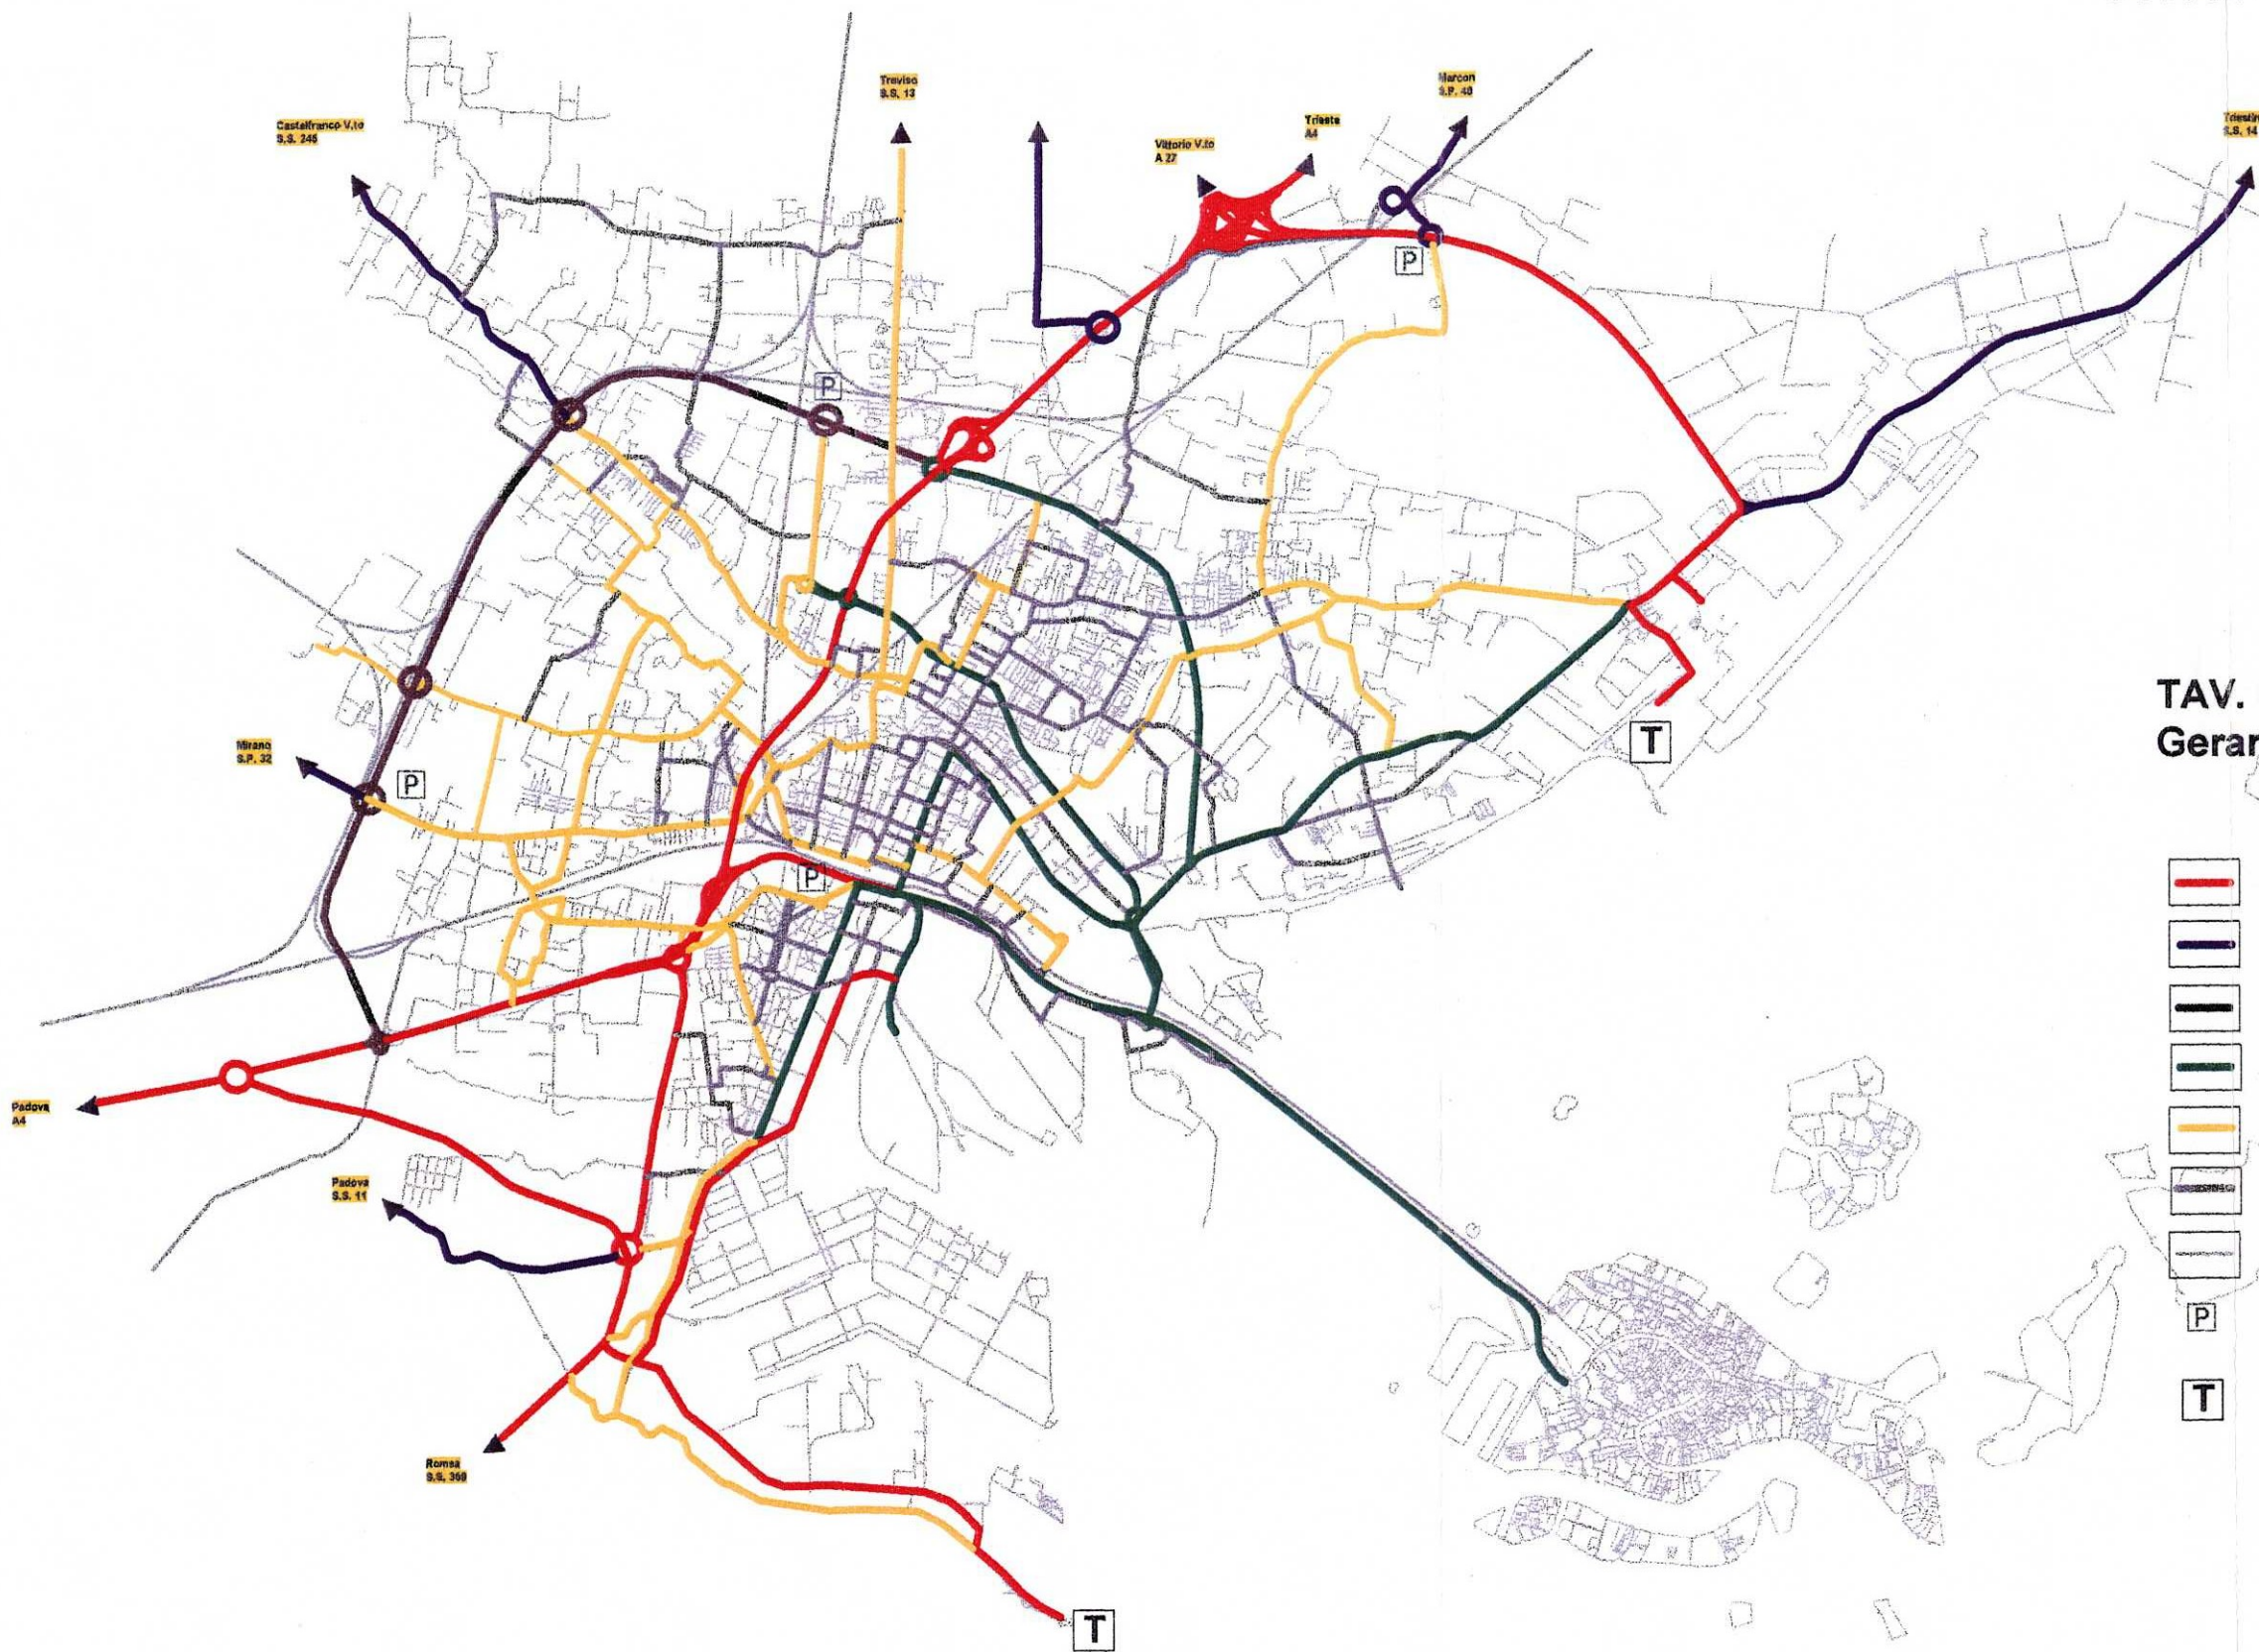 Treviso
S.S. 13
Marcon
S.P. 40
Castelfranco V.to
S.S. 245
Trieste
A4
Vittorio V.to
A 27
S.S. 14
P
P
TAV.
T
Mirano
S.P. 32
P
P
Padova
A4
Padova
S.S. 11
P
T
Romea
S.S. 309
T